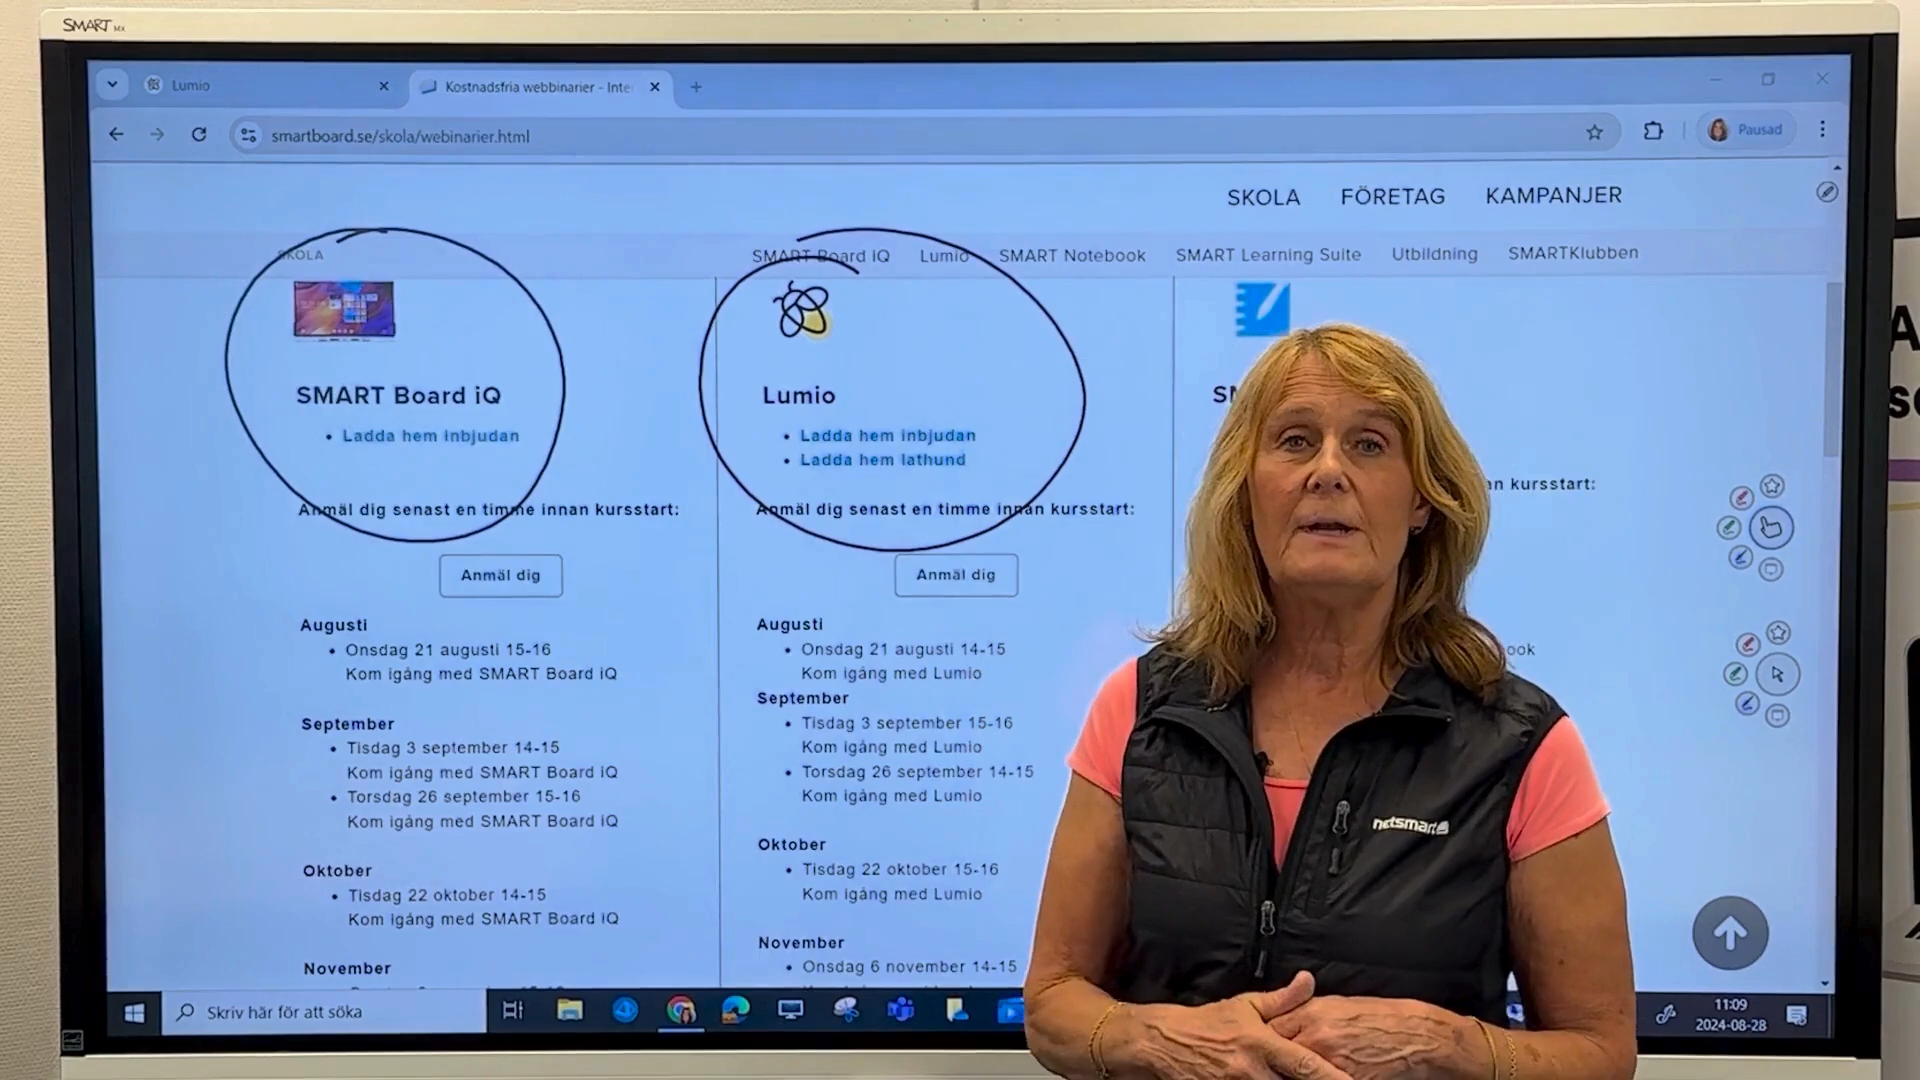 SMART MX
Lumio
Kostnadsfria webbinarier - Inte
smartboard.se/skola/webinarier.html
Pausad
SKOLA FÖRETAG KAMPANJER
SKOLA
SMART Board iQ Lumio SMART Notebook SMART Learning Suite Utbildning SMARTKlubben
SMART Board iQ
Ladda hem inbjudan
Anmäl dig senast en timme innan kursstart:
Anmäl dig
Augusti
Onsdag 21 augusti 15-16
Kom igång med SMART Board iQ
September
Tisdag 3 september 14-15
Kom igång med SMART Board iQ
Torsdag 26 september 15-16
Kom igång med SMART Board iQ
Oktober
Tisdag 22 oktober 14-15
Kom igång med SMART Board iQ
November
Lumio
Ladda hem inbjudan
Ladda hem lathund
Anmäl dig senast en timme innan kursstart:
Anmäl dig
Augusti
Onsdag 21 augusti 14-15
Kom igång med Lumio
September
Tisdag 3 september 15-16
Kom igång med Lumio
Torsdag 26 september 14-15
Kom igång med Lumio
Oktober
Tisdag 22 oktober 15-16
Kom igång med Lumio
November
Onsdag 6 november 14-15
an kursstart:
ook
netsmart
Skriv här för att söka
11:09
2024-08-28